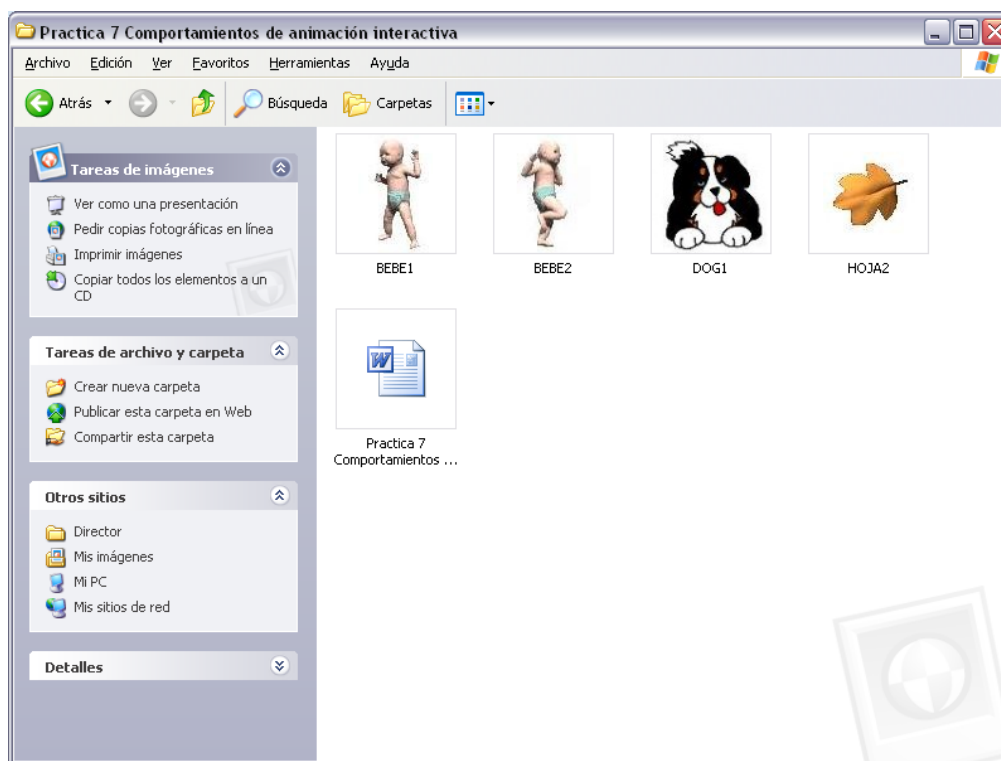 Practica 7 Comportamientos de animación interactiva
Archivo Edición Ver Favoritos Herramientas Ayuda
Atrás Búsqueda Carpetas
Tareas de imágenes
Ver como una presentación
Pedir copias fotográficas en línea
Imprimir imágenes
Copiar todos los elementos a un
CD
Tareas de archivo y carpeta
Crear nueva carpeta
Publicar esta carpeta en Web
Compartir esta carpeta
Otros sitios
Director
Mis imágenes
Mi PC
Mis sitios de red
Detalles
BEBE1 BEBE2 DOG1 HOJA2
W
Practica 7
Comportamientos ...